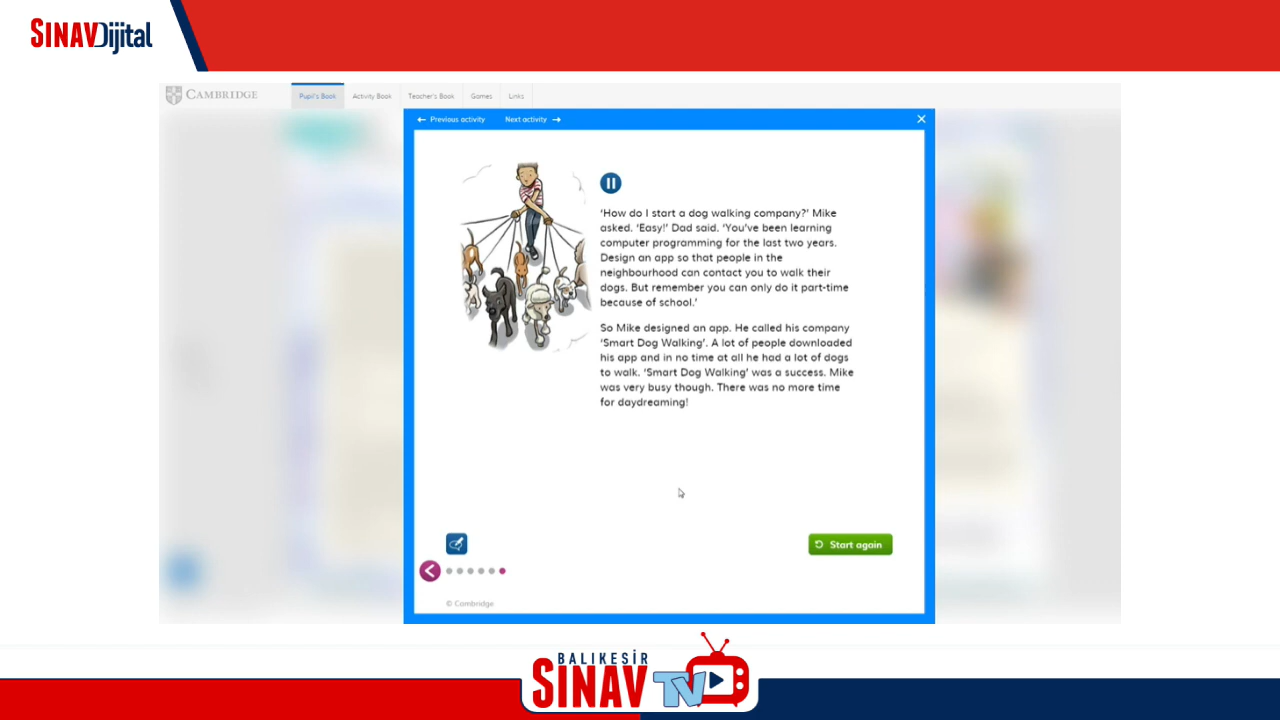 SINAVDijital
CAMBRIDGE
Pupil's Book
Activity Book
Teacher's Book
Games
Links
Previous activity
Next activity
'How do I start a dog walking company?' Mike
asked. 'Easy!' Dad said. 'You've been learning
computer programming for the last two years.
Design an app so that people in the
neighbourhood can contact you to walk their
dogs. But remember you can only do it part-time
because of school.'
So Mike designed an app. He called his company
'Smart Dog Walking'. A lot of people downloaded
his app and in no time at all he had a lot of dogs
to walk. 'Smart Dog Walking' was a success. Mike
was very busy though. There was no more time
for daydreaming!
Start again
© Cambridge
BALIKESİR
SINAV TV